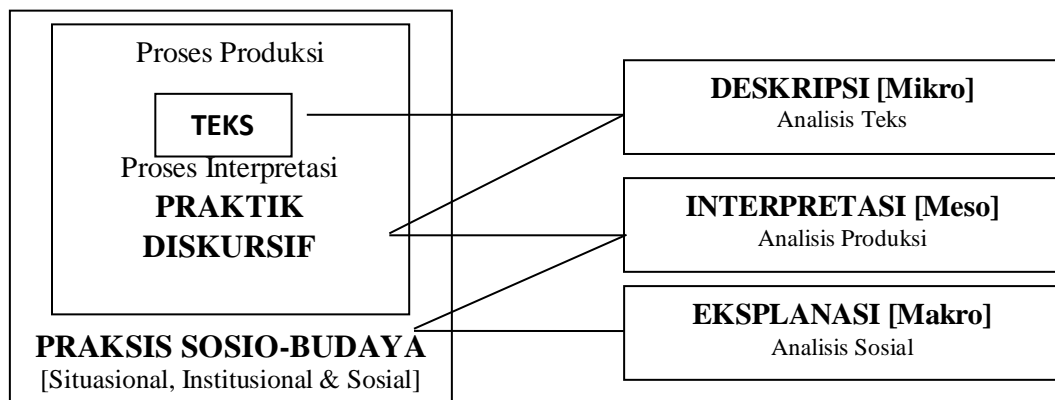 Proses Produksi
TEKS
Proses Interpretasi
PRAKTIK
DISKURSIF
PRAKSIS SOSIO-BUDAYA
[Situasional, Institusional & Sosial]
DESKRIPSI [Mikro]
Analisis Teks
INTERPRETASI [Meso]
Analisis Produksi
EKSPLANASI [Makro]
Analisis Sosial